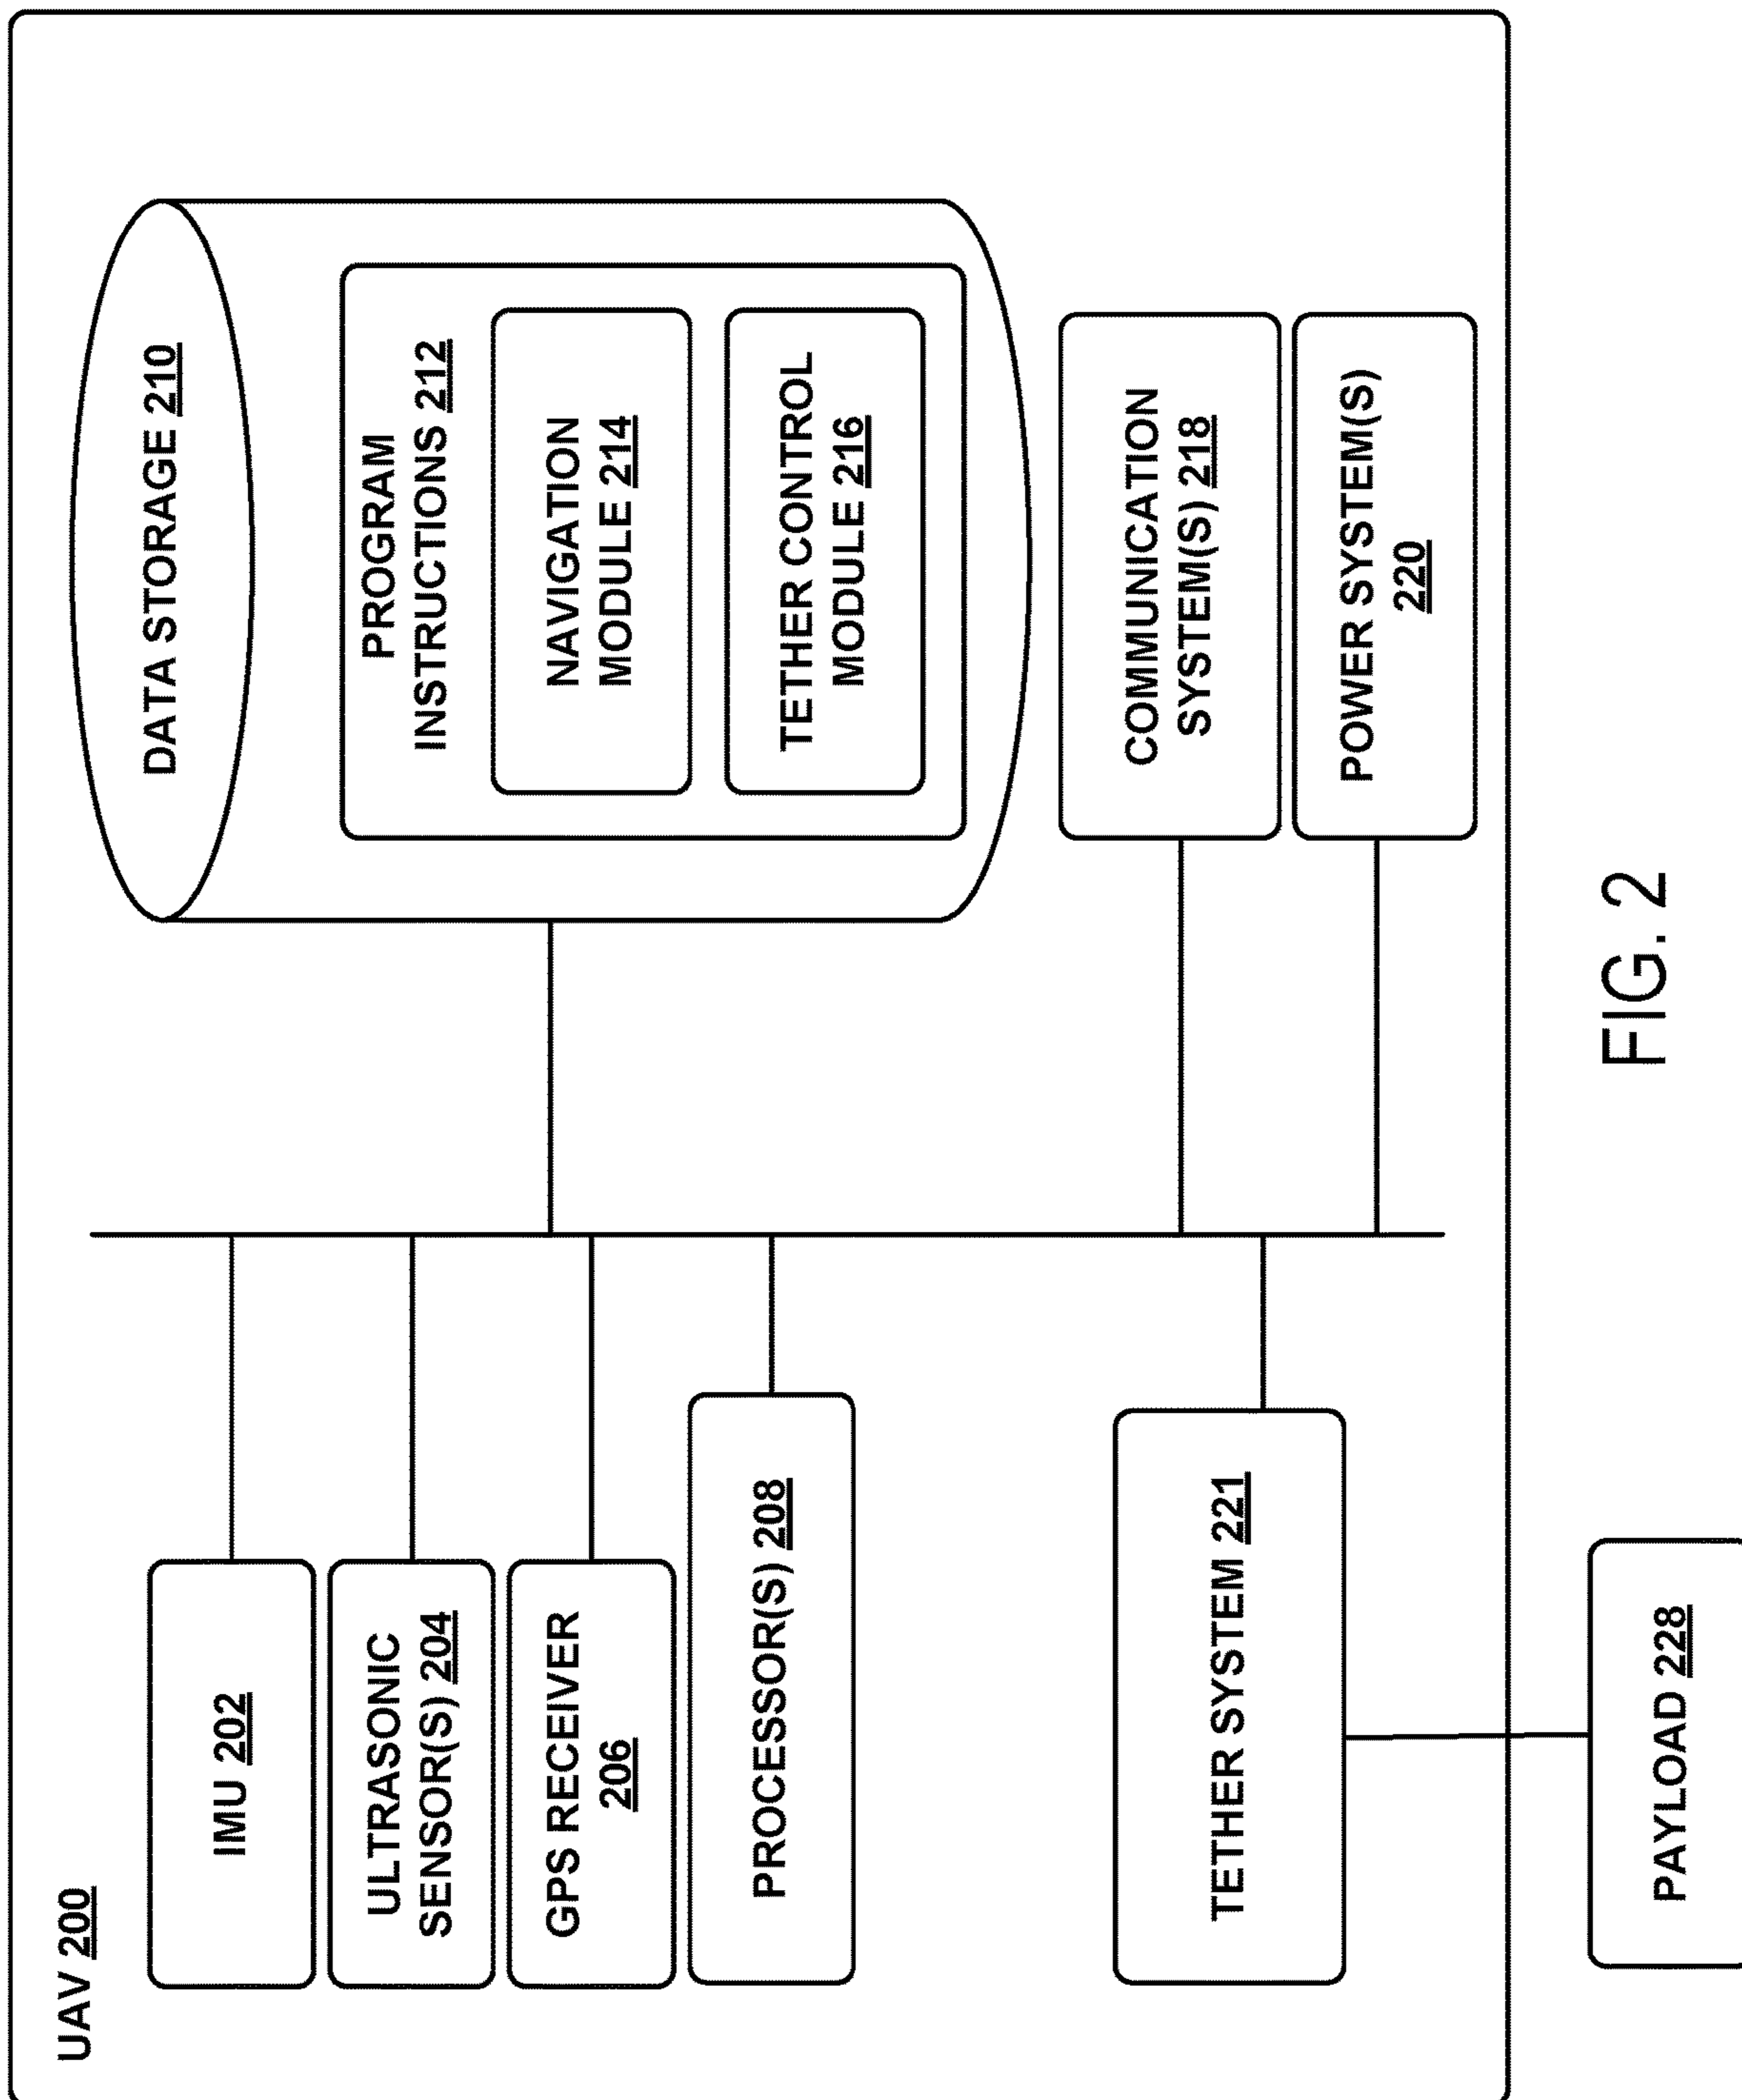 UAV 200
IMU 202
ULTRASONIC
SENSOR(S) 204
GPS RECEIVER
206
PROCESSOR(S) 208
TETHER SYSTEM 221
PAYLOAD 228
DATA STORAGE 210
PROGRAM
INSTRUCTIONS 212
NAVIGATION
MODULE 214
TETHER CONTROL
MODULE 216
COMMUNICATION
SYSTEM(S) 218
POWER SYSTEM(S)
220
FIG. 2